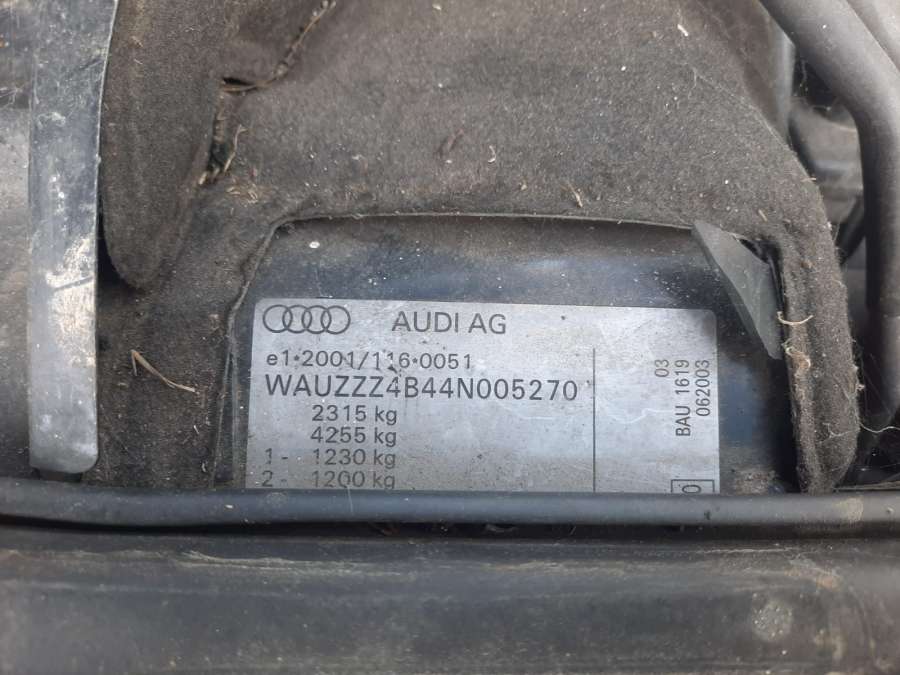 AUDI AG
e1*2001/116*0051
WAUZZZ4B44N005270
2315 kg
4255 kg
1 - 1230 kg
2 - 1200 kg
03
BAU 1619
062003